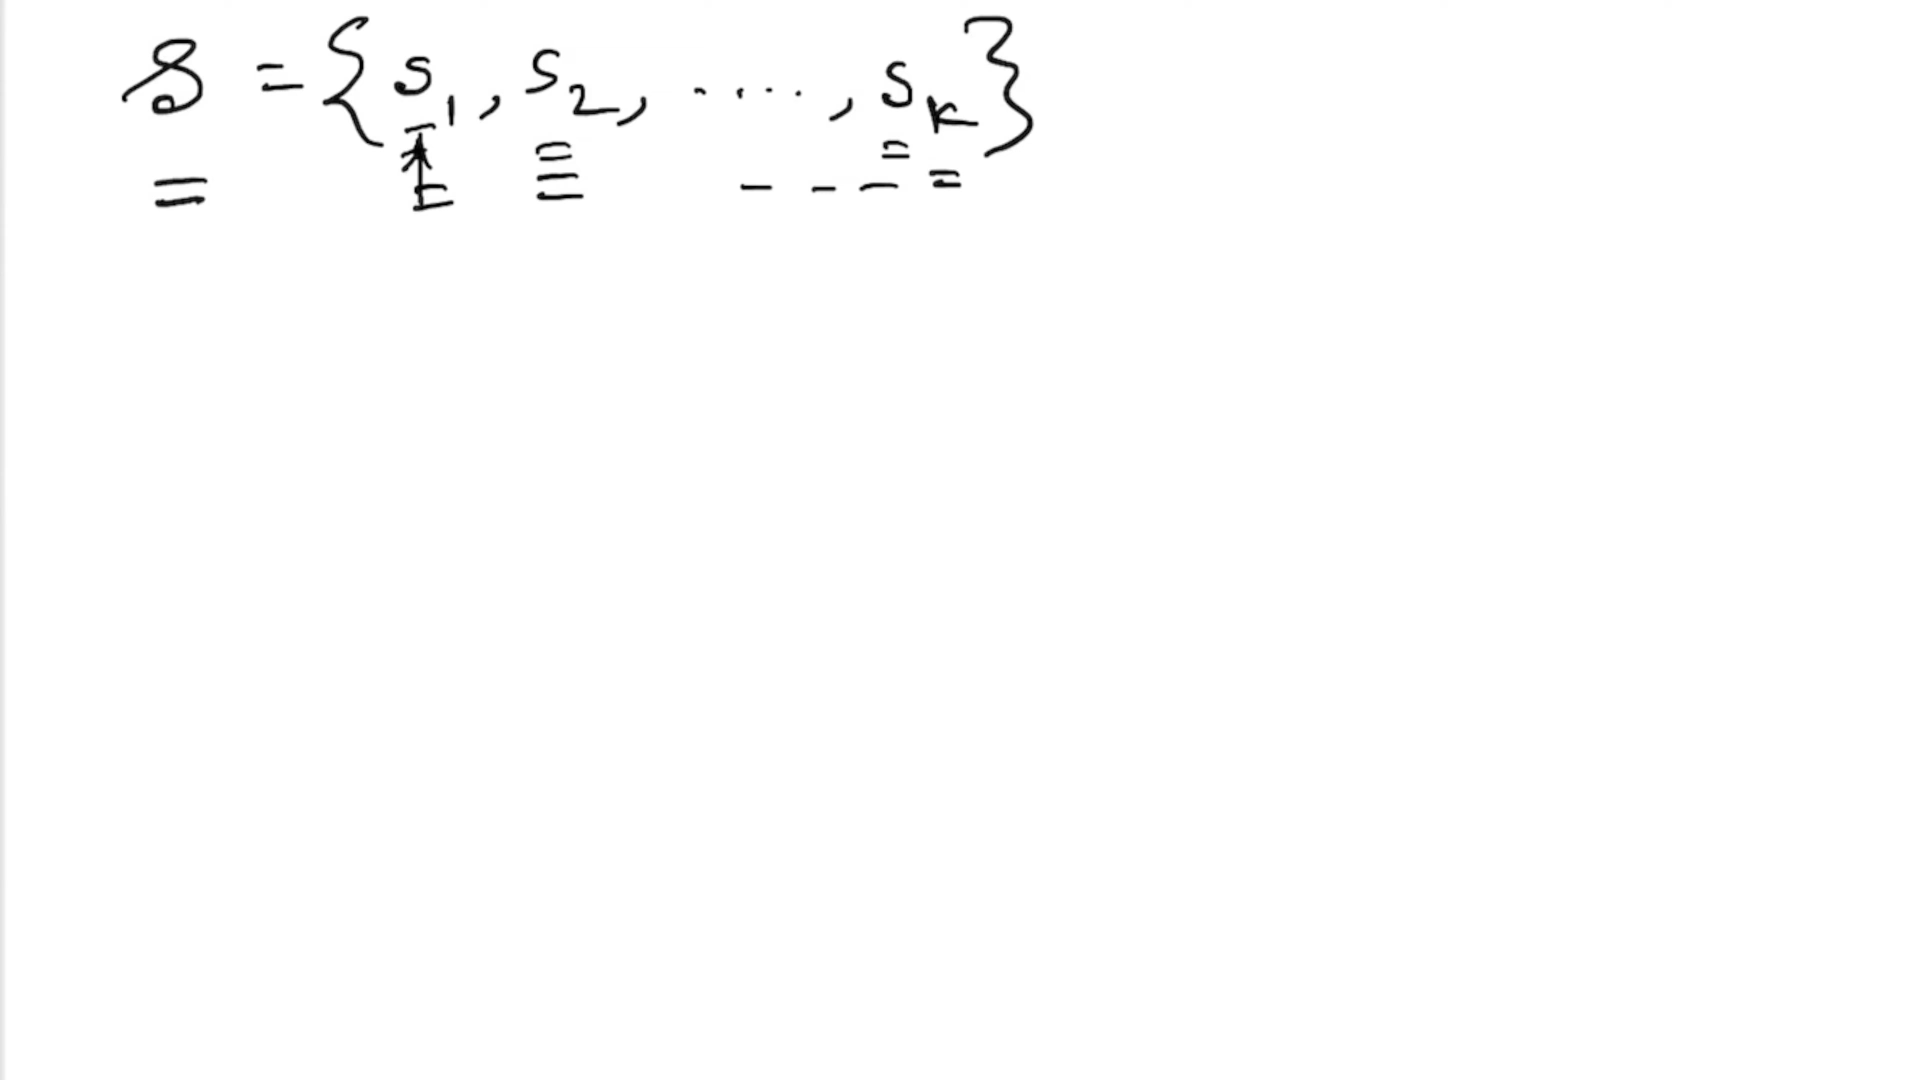 𝒮 = {s₁, s₂, ...., sₖ}